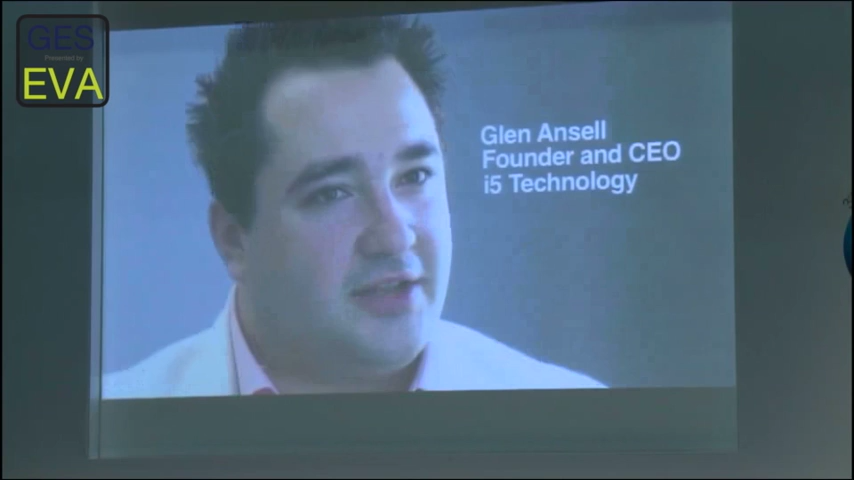 GES
Presented by
EVA
Glen Ansell
Founder and CEO
i5 Technology